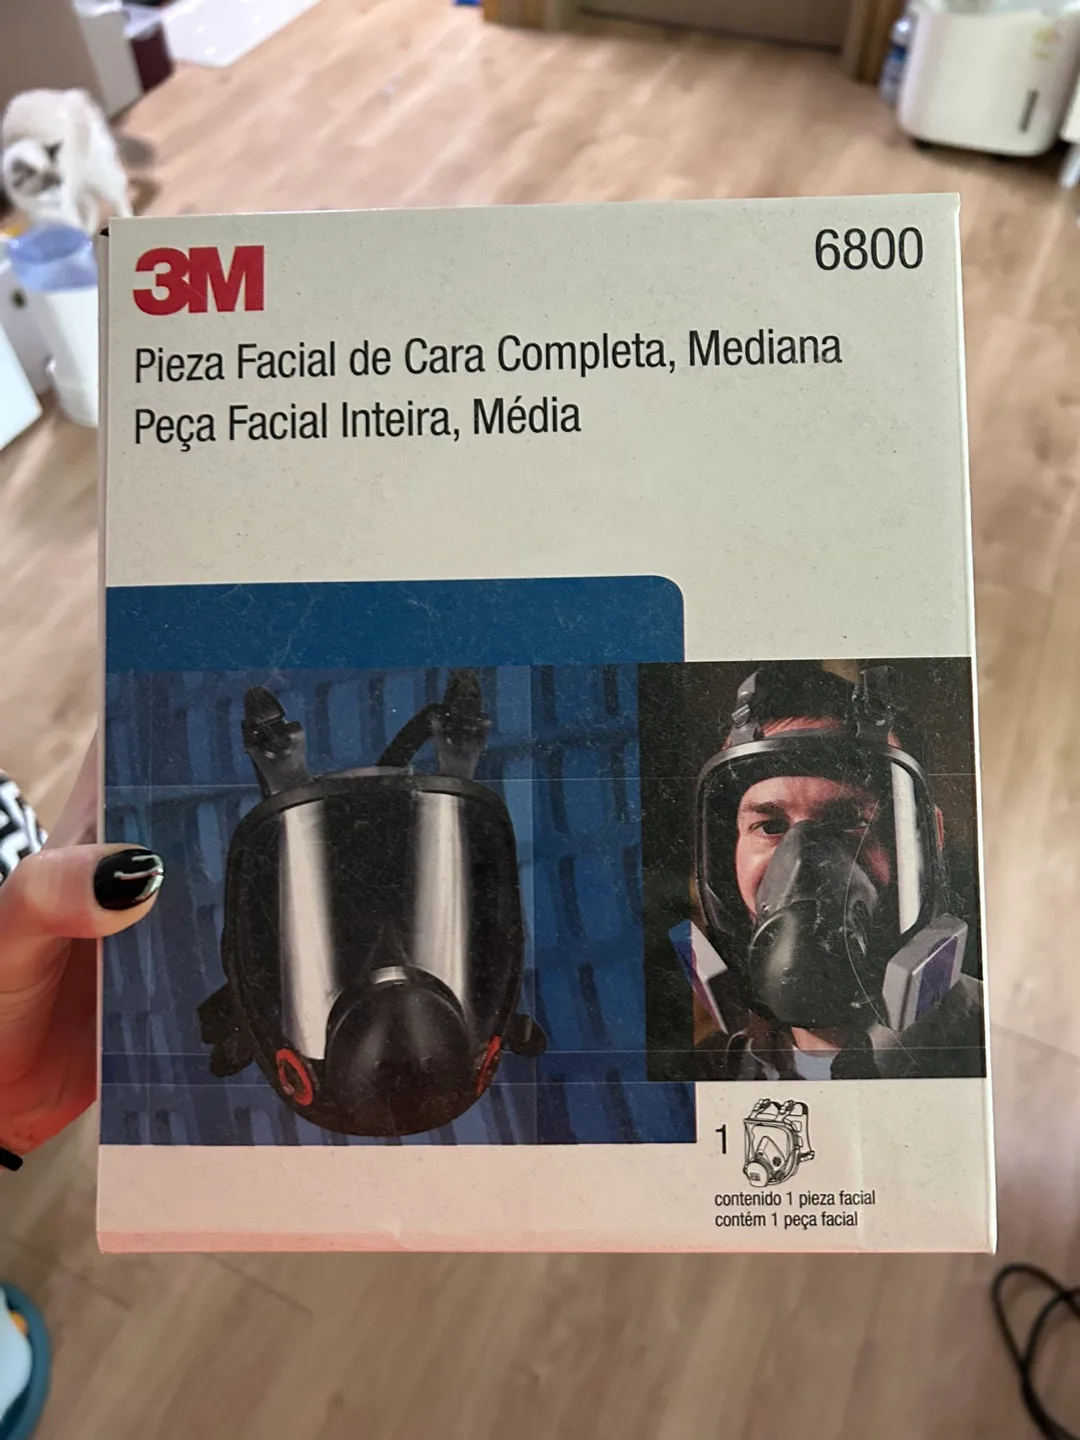 3M
6800
Pieza Facial de Cara Completa, Mediana
Peça Facial Inteira, Média
1
contenido 1 pieza facial
contém 1 peça facial